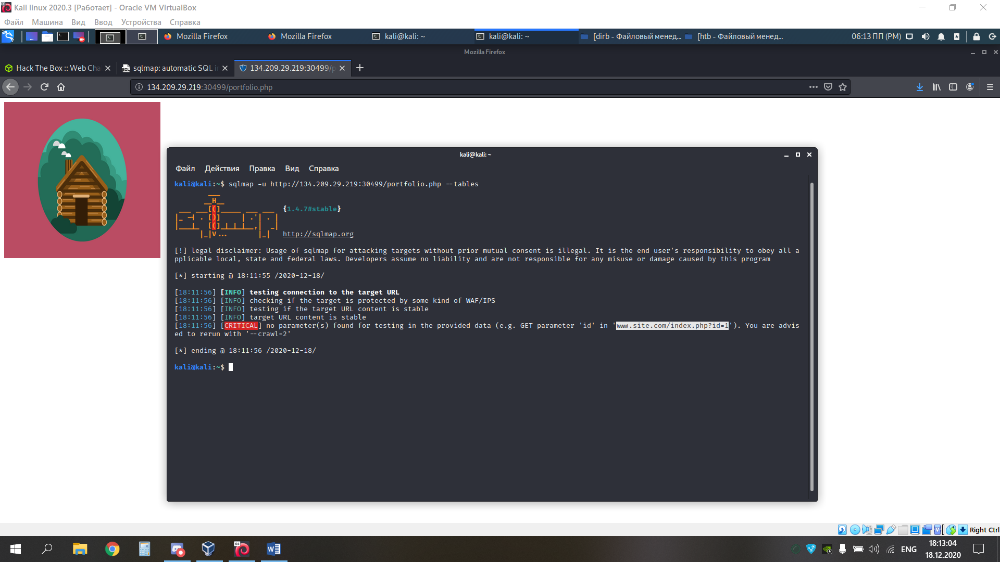 Kali linux 2020.3 [Работает] - Oracle VM VirtualBox
Файл Машина Вид Ввод Устройства Справка
Mozilla Firefox Mozilla Firefox kali@kali: ~ kali@kali: ~ [dirb - Файловый менед... [htb - Файловый менед... 06:13 ПП (PM)
Mozilla Firefox
Hack The Box :: Web Cha sqlmap: automatic SQL in 134.209.29.219:30499/p
134.209.29.219:30499/portfolio.php
kali@kali: ~
Файл Действия Правка Вид Справка
kali@kali:~$ sqlmap -u http://134.209.29.219:30499/portfolio.php --tables
{1.4.7#stable}
http://sqlmap.org
[!] legal disclaimer: Usage of sqlmap for attacking targets without prior mutual consent is illegal. It is the end user's responsibility to obey all a
pplicable local, state and federal laws. Developers assume no liability and are not responsible for any misuse or damage caused by this program
[*] starting @ 18:11:55 /2020-12-18/
[18:11:56] [INFO] testing connection to the target URL
[18:11:56] [INFO] checking if the target is protected by some kind of WAF/IPS
[18:11:56] [INFO] testing if the target URL content is stable
[18:11:56] [INFO] target URL content is stable
[18:11:56] [CRITICAL] no parameter(s) found for testing in the provided data (e.g. GET parameter 'id' in 'www.site.com/index.php?id=1'). You are advis
ed to rerun with '--crawl=2'
[*] ending @ 18:11:56 /2020-12-18/
kali@kali:~$
Right Ctrl
ENG
18:13:04
18.12.2020